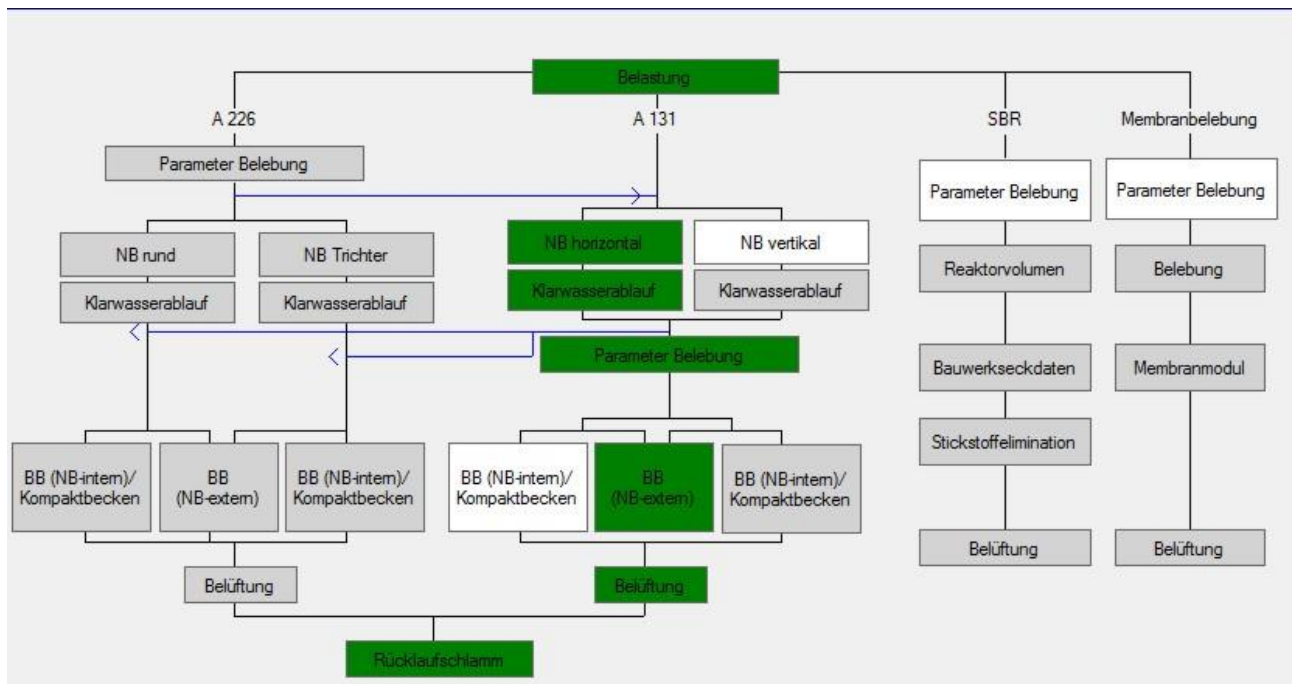 Belastung
A 226
A 131
SBR
Membranbelebung
Parameter Belebung
Parameter Belebung
Parameter Belebung
NB rund
NB Trichter
NB horizontal
NB vertikal
Reaktorvolumen
Belebung
Klarwasserablauf
Klarwasserablauf
Klarwasserablauf
Klarwasserablauf
Parameter Belebung
Bauwerkseckdaten
Membranmodul
Stickstoffelimination
BB (NB-intern)/
Kompaktbecken
BB
(NB-extern)
BB (NB-intern)/
Kompaktbecken
BB (NB-intern)/
Kompaktbecken
BB
(NB-extern)
BB (NB-intern)/
Kompaktbecken
Belüftung
Belüftung
Belüftung
Belüftung
Rücklaufschlamm